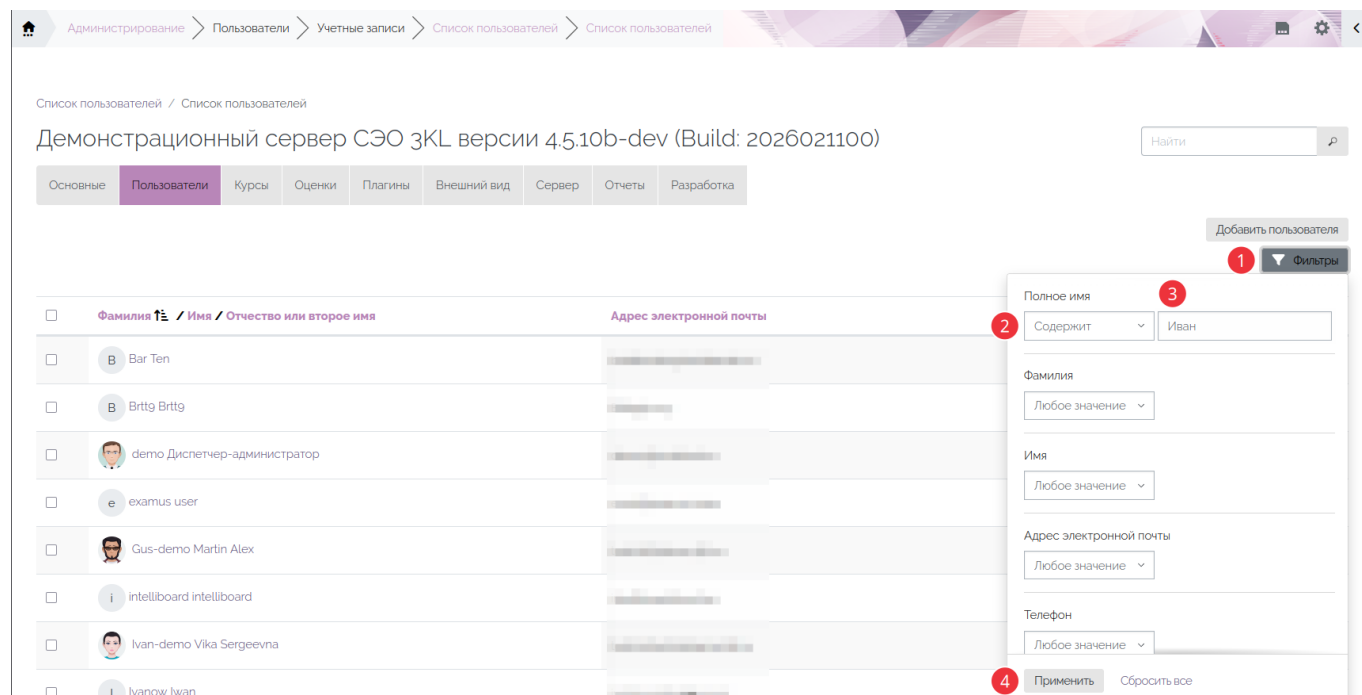 Администрирование Пользователи Учетные записи Список пользователей Список пользователей
Список пользователей / Список пользователей
Демонстрационный сервер СЭО 3KL версии 4.5.10b-dev (Build: 2026021100)
Найти
Основные Пользователи Курсы Оценки Плагины Внешний вид Сервер Отчеты Разработка
Добавить пользователя
1 Фильтры
Фамилия / Имя / Отчество или второе имя Адрес электронной почты
B Bar Ten
B Brtt9 Brtt9
demo Диспетчер-администратор
e examus user
Gus-demo Martin Alex
i intelliboard intelliboard
Ivan-demo Vika Sergeevna
I Ivanow Iwan
Полное имя 3
2 Содержит Иван
Фамилия
Любое значение
Имя
Любое значение
Адрес электронной почты
Любое значение
Телефон
Любое значение
4 Применить Сбросить все